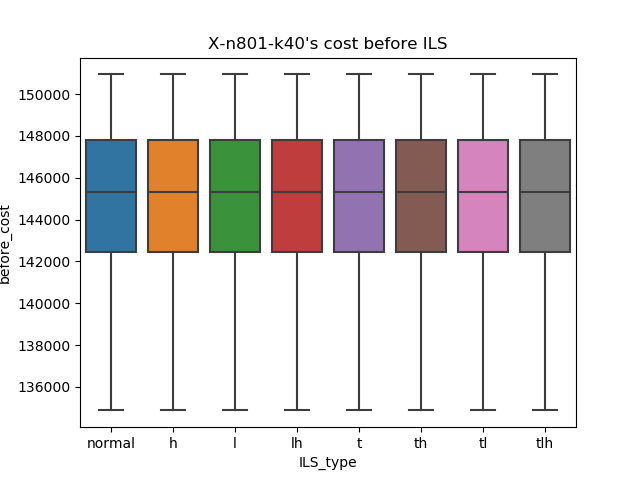 X-n801-k40's cost before ILS
before_cost
150000
148000
146000
144000
142000
140000
138000
136000
normal h l lh t th tl tlh
ILS_type